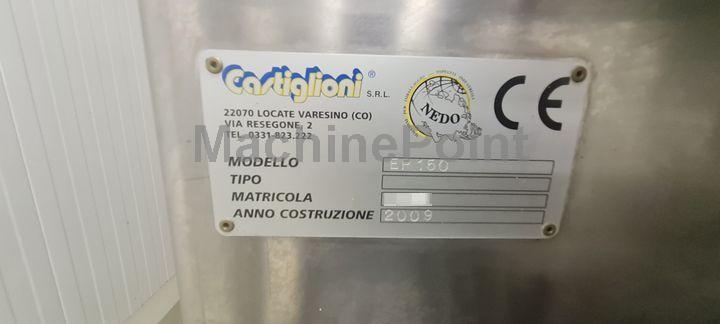 Castiglioni® S.R.L.
22070 LOCATE VARESINO (CO)
VIA RESEGONE, 2
TEL. 0331-823.222
NEDO
CE
MachinePoint
MODELLO EP 150
TIPO
MATRICOLA
ANNO COSTRUZIONE 2009